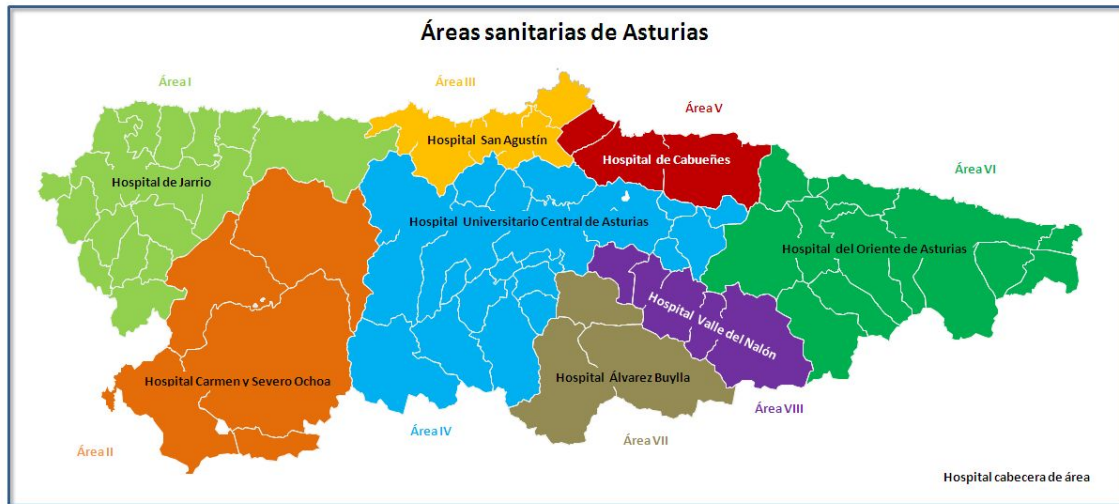 Áreas sanitarias de Asturias
Área I
Área III
Área V
Hospital San Agustín
Hospital de Cabueñes
Área VI
Hospital de Jarrio
Hospital Universitario Central de Asturias
Hospital del Oriente de Asturias
Hospital Valle del Nalón
Hospital Carmen y Severo Ochoa
Hospital Álvarez Buylla
Área VIII
Área II
Área IV
Área VII
Hospital cabecera de área